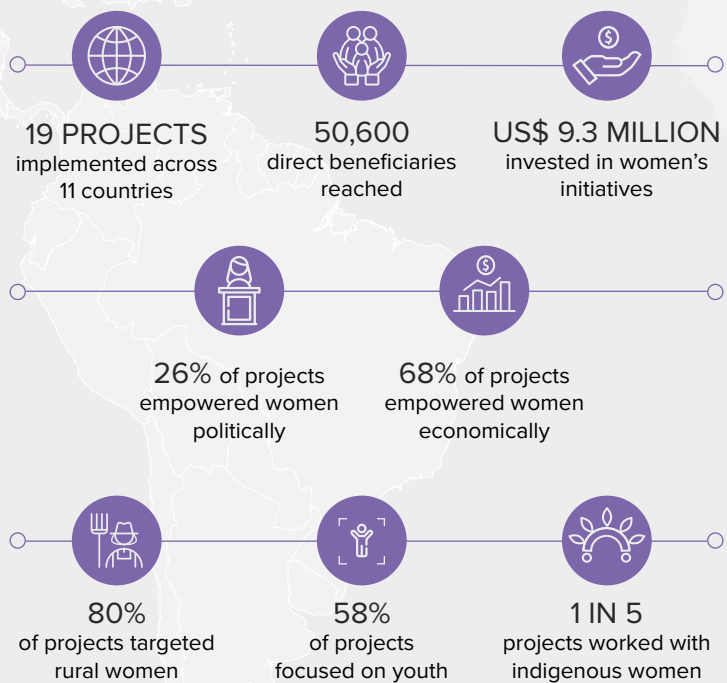 19 PROJECTS
implemented across
11 countries
50,600
direct beneficiaries
reached
US$ 9.3 MILLION
invested in women's
initiatives
26% of projects
empowered women
politically
68% of projects
empowered women
economically
80%
of projects targeted
rural women
58%
of projects
focused on youth
1 IN 5
projects worked with
indigenous women